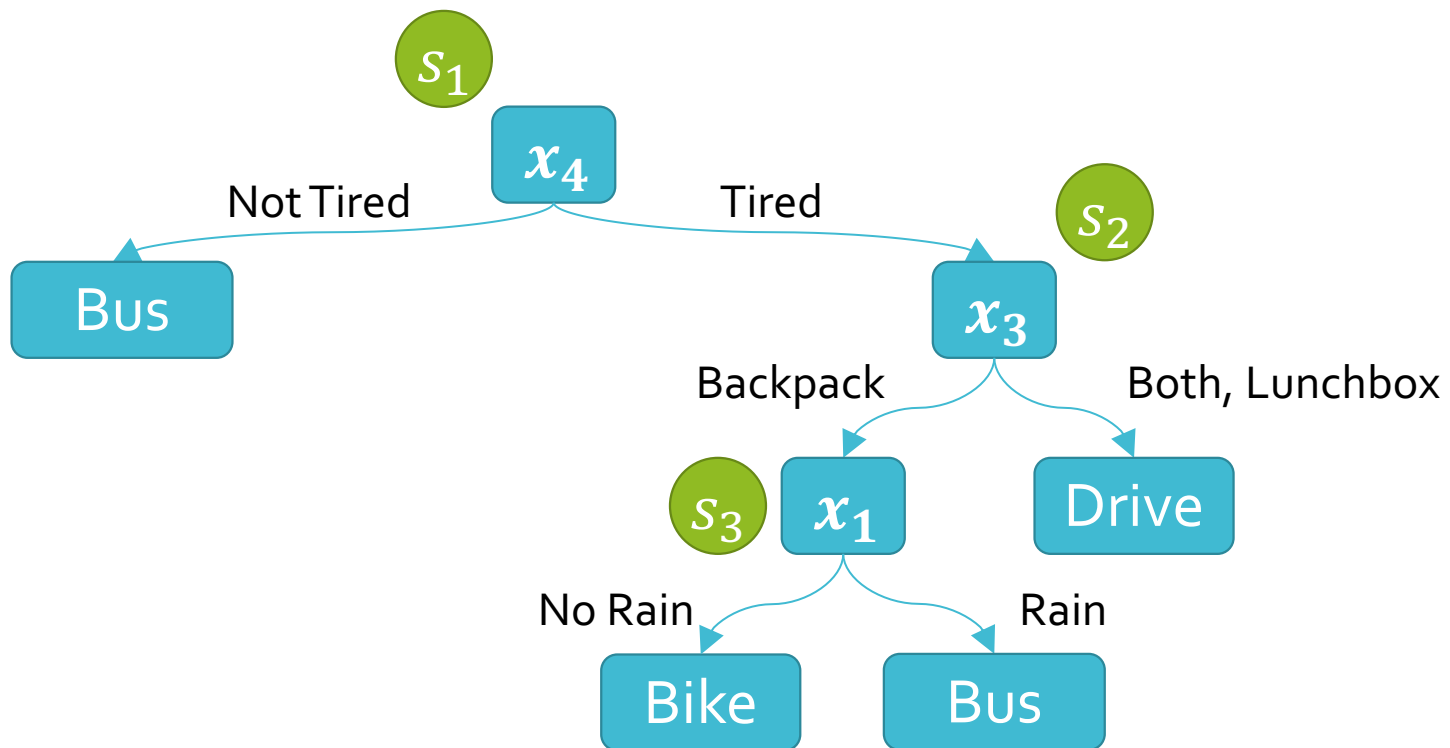 s₁
x₄
Not Tired
Tired
s₂
Bus
x₃
Backpack
Both, Lunchbox
s₃
x₁
Drive
No Rain
Rain
Bike
Bus